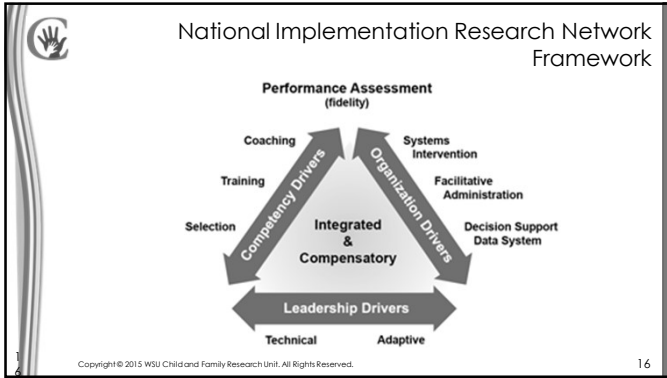 National Implementation Research Network
Framework
Performance Assessment
(fidelity)
Coaching
Training
Selection
Competency Drivers
Systems
Intervention
Facilitative
Administration
Decision Support
Data System
Organization Drivers
Integrated
&
Compensatory
Leadership Drivers
Technical
Adaptive
1
6
Copyright © 2015 WSU Child and Family Research Unit. All Rights Reserved.
16